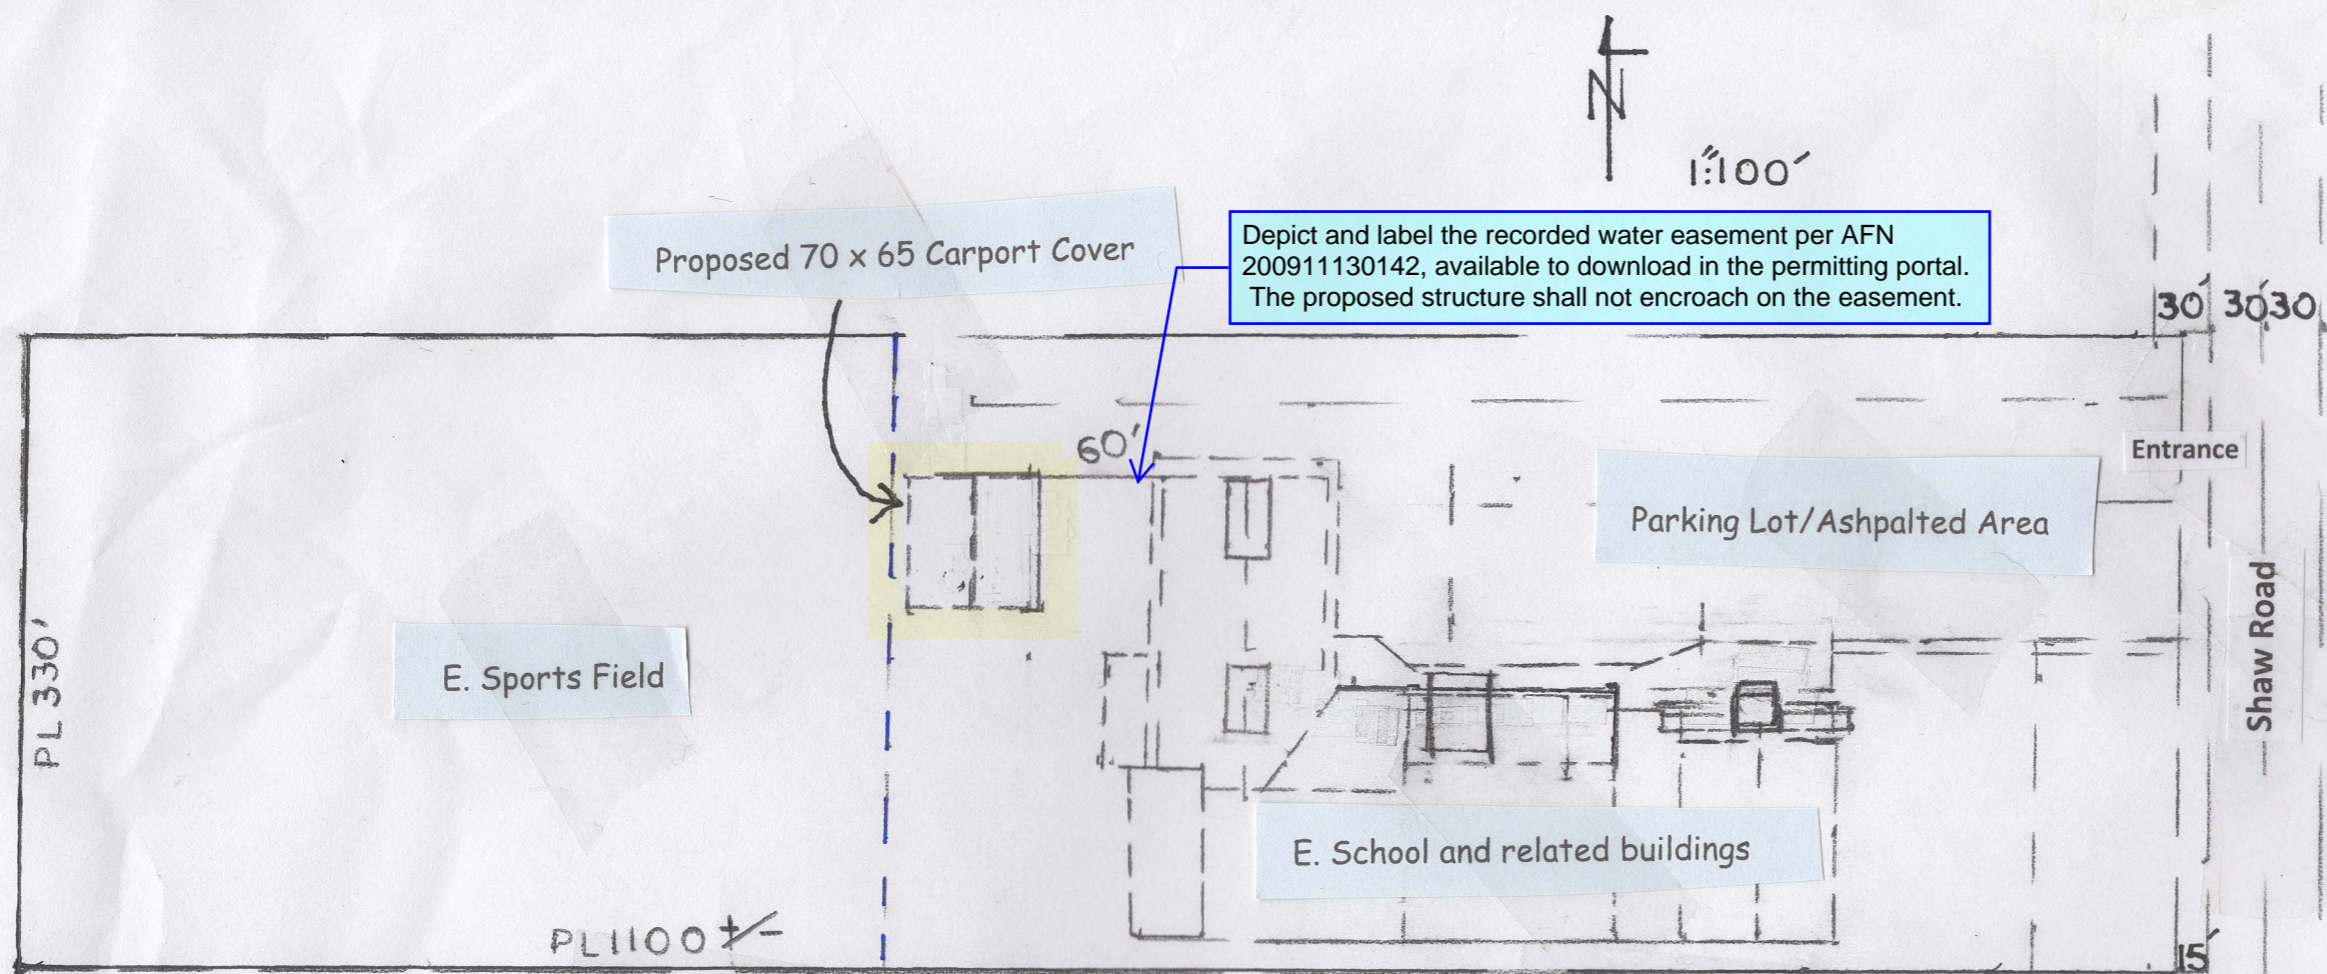 N
1":100'
Proposed 70 x 65 Carport Cover
Depict and label the recorded water easement per AFN
200911130142, available to download in the permitting portal.
The proposed structure shall not encroach on the easement.
30' 30' 30
60'
Entrance
Parking Lot/Ashpalted Area
Shaw Road
PL 330'
E. Sports Field
E. School and related buildings
PL 1100 +/-
15'